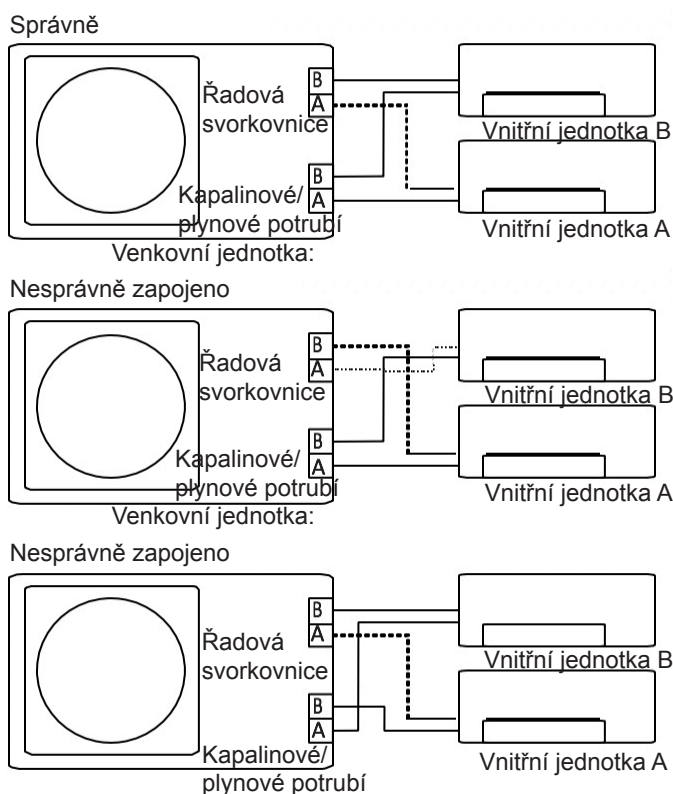 Správně
B
A
Řadová
svorkovnice
B
A
Kapalinové/
plynové potrubí
Venkovní jednotka:
Vnitřní jednotka B
Vnitřní jednotka A
Nesprávně zapojeno
B
A
Řadová
svorkovnice
B
A
Kapalinové/
plynové potrubí
Venkovní jednotka:
Vnitřní jednotka B
Vnitřní jednotka A
Nesprávně zapojeno
B
A
Řadová
svorkovnice
B
A
Kapalinové/
plynové potrubí
Vnitřní jednotka B
Vnitřní jednotka A